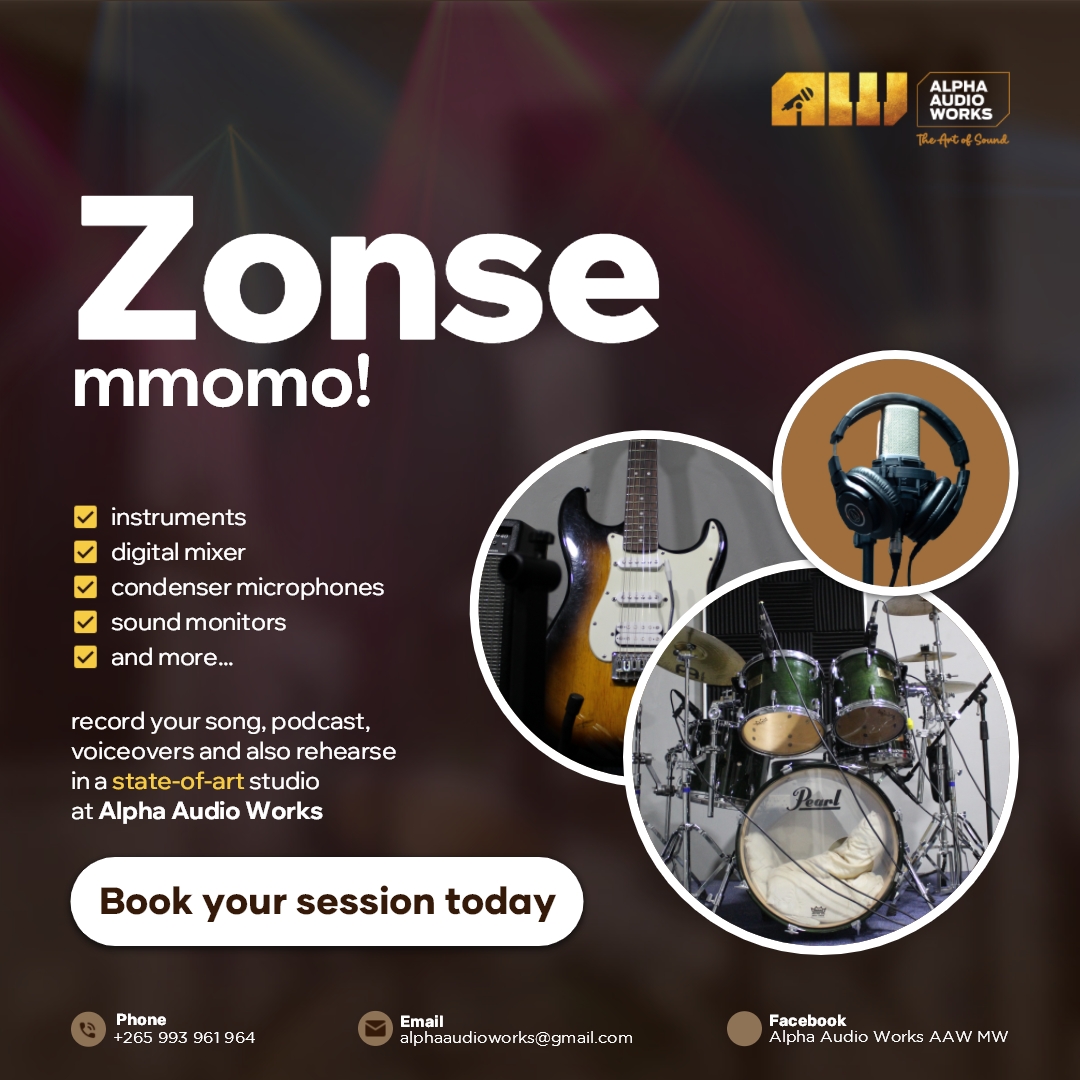 AW
ALPHA
AUDIO
WORKS
The Art of Sound
Zonse
mmomo!
instruments
digital mixer
condenser microphones
sound monitors
and more...
record your song, podcast,
voiceovers and also rehearse
in a state-of-art studio
at Alpha Audio Works
Pearl
Book your session today
Phone
+265 993 961 964
Email
alphaaudioworks@gmail.com
Facebook
Alpha Audio Works AAW MW